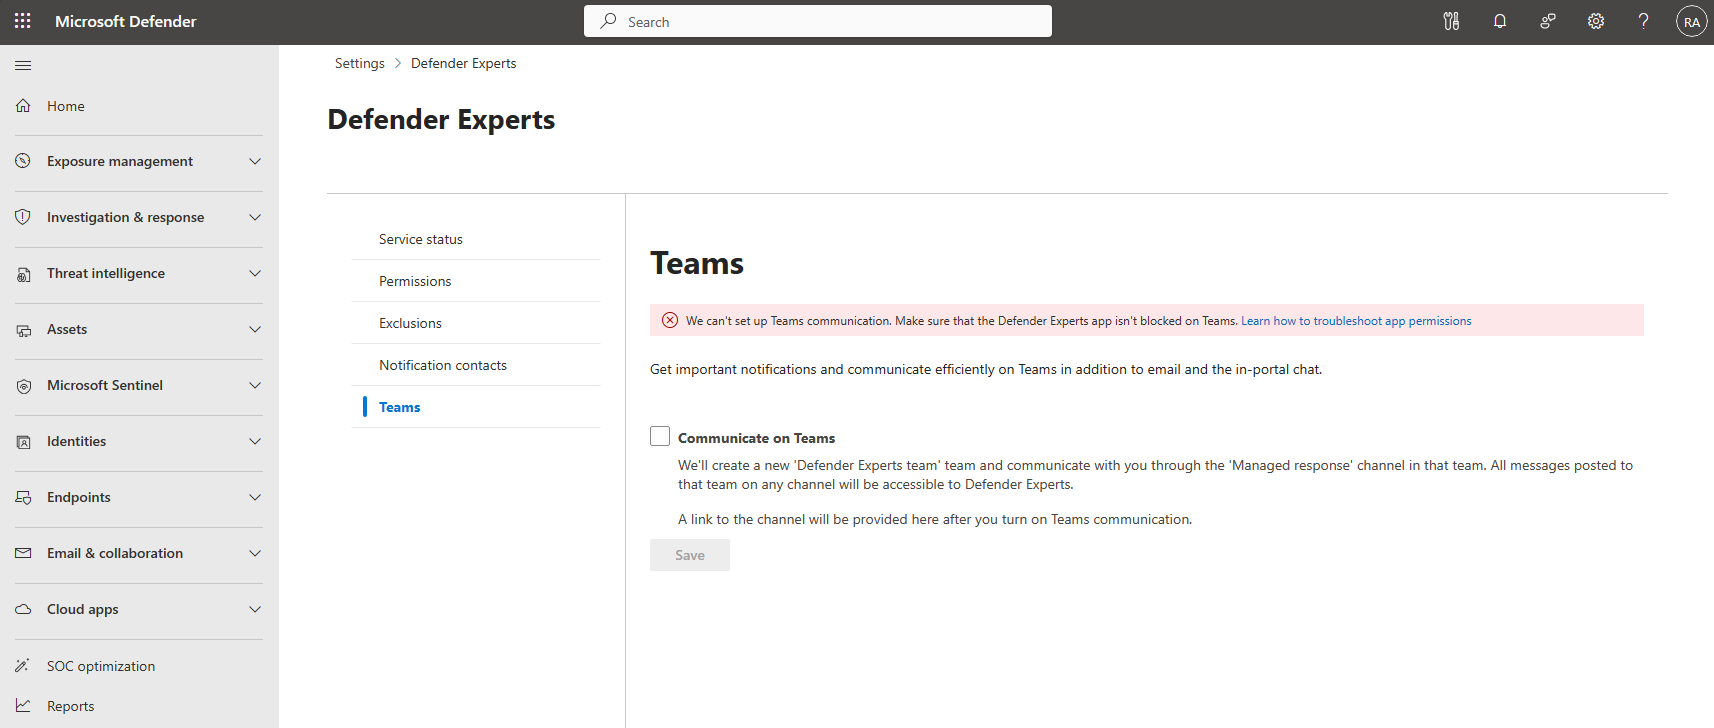 Microsoft Defender
Search
RA
Settings > Defender Experts
Home
Exposure management
Investigation & response
Threat intelligence
Assets
Microsoft Sentinel
Identities
Endpoints
Email & collaboration
Cloud apps
SOC optimization
Reports
Defender Experts
Service status
Permissions
Exclusions
Notification contacts
Teams
Teams
We can't set up Teams communication. Make sure that the Defender Experts app isn't blocked on Teams. Learn how to troubleshoot app permissions
Get important notifications and communicate efficiently on Teams in addition to email and the in-portal chat.
Communicate on Teams
We'll create a new 'Defender Experts team' team and communicate with you through the 'Managed response' channel in that team. All messages posted to
that team on any channel will be accessible to Defender Experts.
A link to the channel will be provided here after you turn on Teams communication.
Save